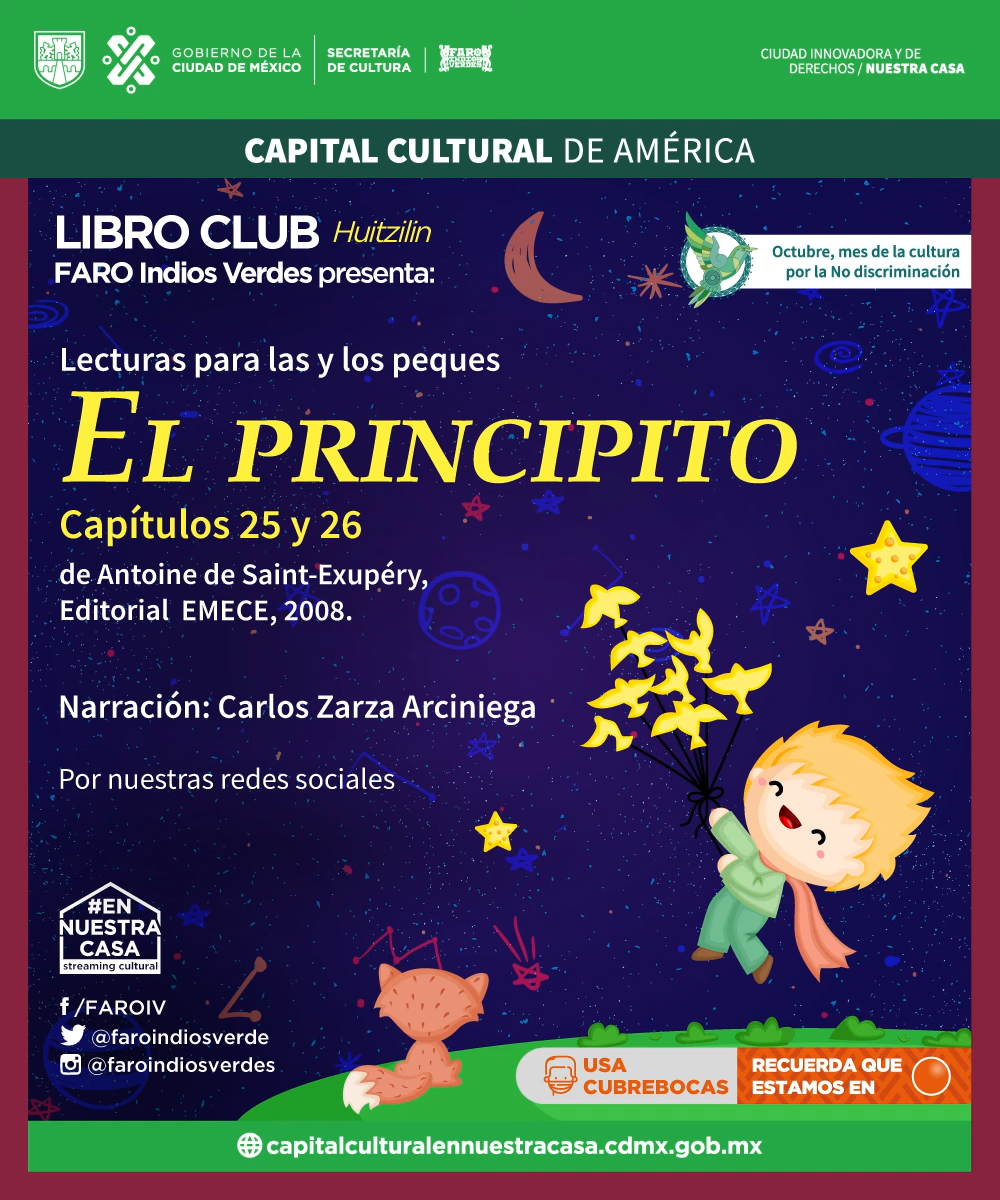 GOBIERNO DE LA
CIUDAD DE MÉXICO
SECRETARÍA
DE CULTURA
FARO
INDIOS
VERDES
CIUDAD INNOVADORA Y DE
DERECHOS / NUESTRA CASA
CAPITAL CULTURAL DE AMÉRICA
LIBRO CLUB Huitzilin
FARO Indios Verdes presenta:
Octubre, mes de la cultura
por la No discriminación
Lecturas para las y los peques
EL PRINCIPITO
Capítulos 25 y 26
de Antoine de Saint-Exupéry,
Editorial EMECE, 2008.
Narración: Carlos Zarza Arciniega
Por nuestras redes sociales
#EN
NUESTRA
CASA
streaming cultural
f /FAROIV
@faroindiosverde
@faroindiosverdes
USA
CUBREBOCAS
RECUERDA QUE
ESTAMOS EN
capitalculturalennuestracasa.cdmx.gob.mx